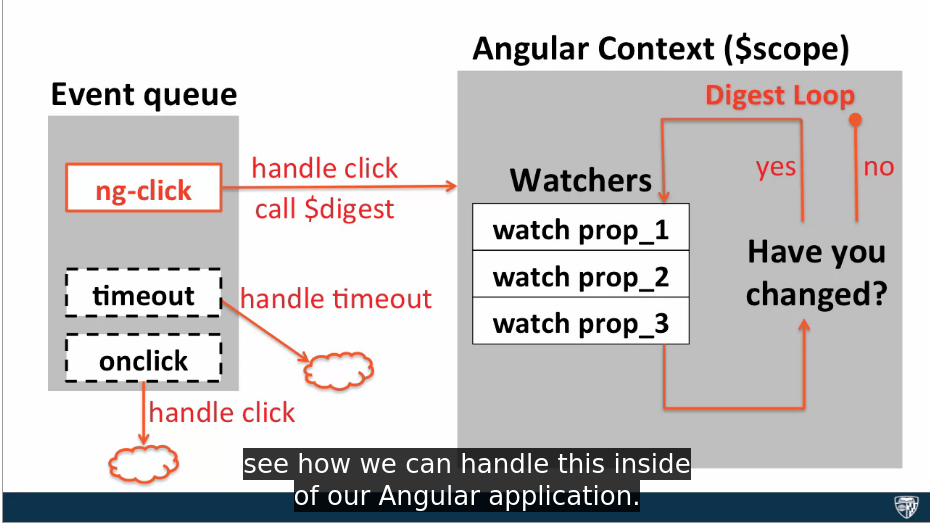 Angular Context ($scope)
Event queue
Digest Loop
ng-click
handle click
call $digest
timeout
handle timeout
onclick
handle click
Watchers
watch prop_1
watch prop_2
watch prop_3
yes
no
Have you
changed?
see how we can handle this inside
of our Angular application.